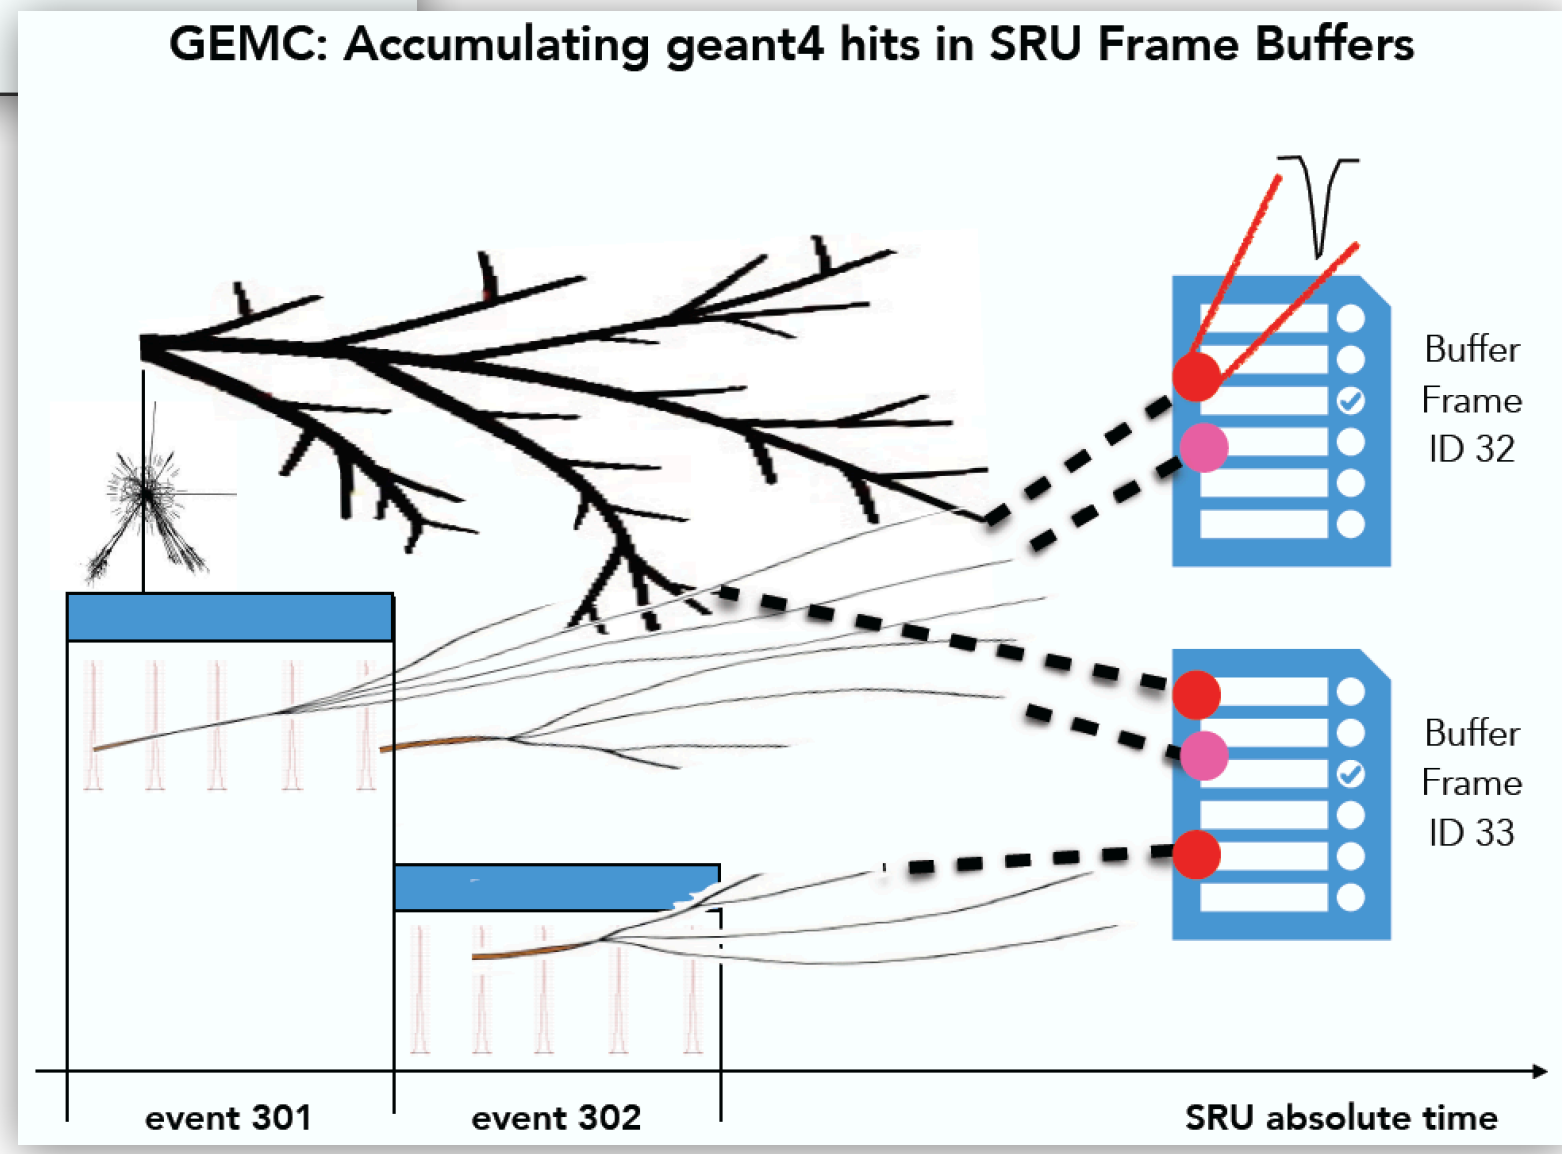 GEMC: Accumulating geant4 hits in SRU Frame Buffers
Buffer
Frame
ID 32
Buffer
Frame
ID 33
event 301
event 302
SRU absolute time